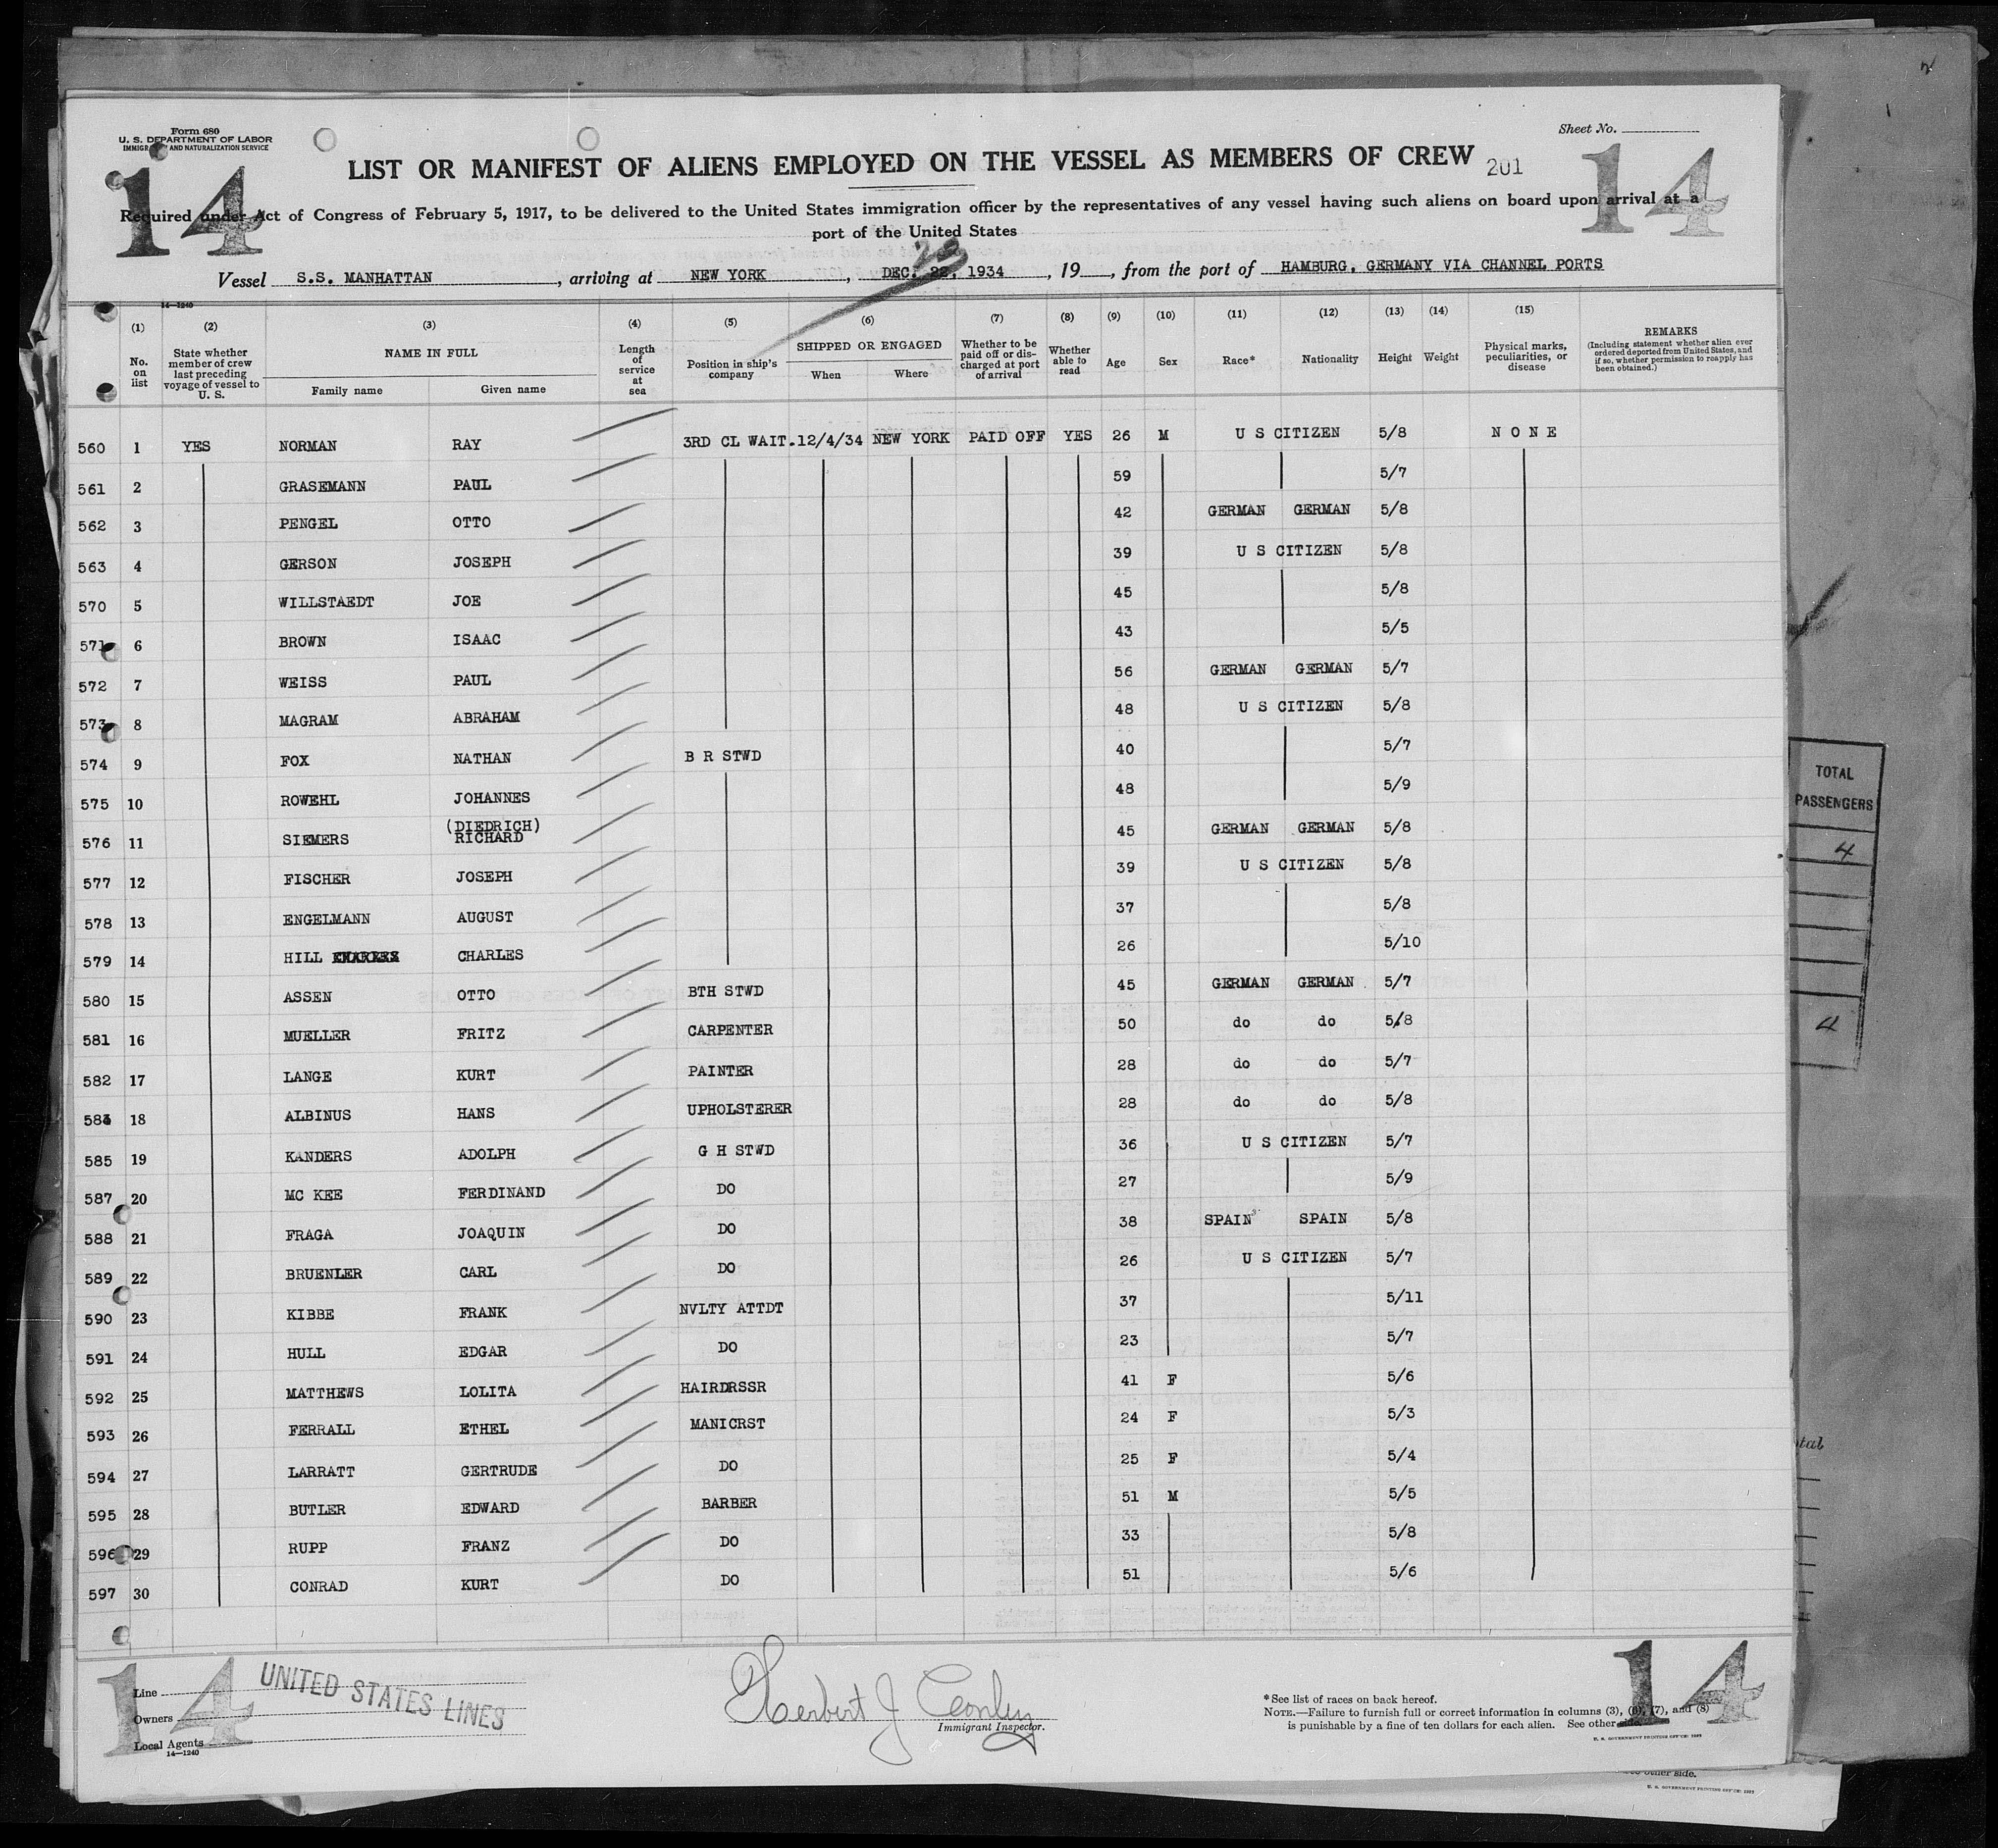 Form 680
U. S. DEPARTMENT OF LABOR
IMMIGR AND NATURALIZATION SERVICE
Sheet No.
14
14
LIST OR MANIFEST OF ALIENS EMPLOYED ON THE VESSEL AS MEMBERS OF CREW 201
Required under Act of Congress of February 5, 1917, to be delivered to the United States immigration officer by the representatives of any vessel having such aliens on board upon arrival at a
port of the United States
23
Vessel S.S. MANHATTAN , arriving at NEW YORK , DEC. 22, 1934 , 19 , from the port of HAMBURG, GERMANY VIA CHANNEL PORTS
14—1240
(1) (2) (3) (4) (5) (6) (7) (8) (9) (10) (11) (12) (13) (14) (15)
No. on list
State whether member of crew last preceding voyage of vessel to U. S.
NAME IN FULL
Family name Given name
Length of service at sea
Position in ship's company
SHIPPED OR ENGAGED
When Where
Whether to be paid off or discharged at port of arrival
Whether able to read
Age Sex Race* Nationality Height Weight
Physical marks, peculiarities, or disease
REMARKS
(Including statement whether alien ever ordered deported from United States, and if so, whether permission to reapply has been obtained.)
560 1 YES NORMAN RAY 3RD CL WAIT. 12/4/34 NEW YORK PAID OFF YES 26 M U S CITIZEN 5/8 N O N E
561 2 GRASEMANN PAUL 59 5/7
562 3 PENGEL OTTO 42 GERMAN GERMAN 5/8
563 4 GERSON JOSEPH 39 U S CITIZEN 5/8
570 5 WILLSTAEDT JOE 45 5/8
571 6 BROWN ISAAC 43 5/5
572 7 WEISS PAUL 56 GERMAN GERMAN 5/7
573 8 MAGRAM ABRAHAM 48 U S CITIZEN 5/8
574 9 FOX NATHAN B R STWD 40 5/7
575 10 ROWEHL JOHANNES 48 5/9
576 11 SIEMERS (DIEDRICH) RICHARD 45 GERMAN GERMAN 5/8
577 12 FISCHER JOSEPH 39 U S CITIZEN 5/8
578 13 ENGELMANN AUGUST 37 5/8
579 14 HILL CHARLES 26 5/10
580 15 ASSEN OTTO BTH STWD 45 GERMAN GERMAN 5/7
581 16 MUELLER FRITZ CARPENTER 50 do do 5/8
582 17 LANGE KURT PAINTER 28 do do 5/7
583 18 ALBINUS HANS UPHOLSTERER 28 do do 5/8
585 19 KANDERS ADOLPH G H STWD 36 U S CITIZEN 5/7
587 20 MC KEE FERDINAND DO 27 5/9
588 21 FRAGA JOAQUIN DO 38 SPAIN SPAIN 5/8
589 22 BRUENLER CARL DO 26 U S CITIZEN 5/7
590 23 KIBBE FRANK NVLTY ATTDT 37 5/11
591 24 HULL EDGAR DO 23 5/7
592 25 MATTHEWS LOLITA HAIRDRSSR 41 F 5/6
593 26 FERRALL ETHEL MANICRST 24 F 5/3
594 27 LARRATT GERTRUDE DO 25 F 5/4
595 28 BUTLER EDWARD BARBER 51 M 5/5
596 29 RUPP FRANZ DO 33 5/8
597 30 CONRAD KURT DO 51 5/6
TOTAL
PASSENGERS
4
4
14
14
Line UNITED STATES LINES
Owners
Local Agents
14—1240
Herbert J Conley
Immigrant Inspector.
*See list of races on back hereof.
NOTE.—Failure to furnish full or correct information in columns (3), (6), (7), and (8)
is punishable by a fine of ten dollars for each alien. See other side.
other side.